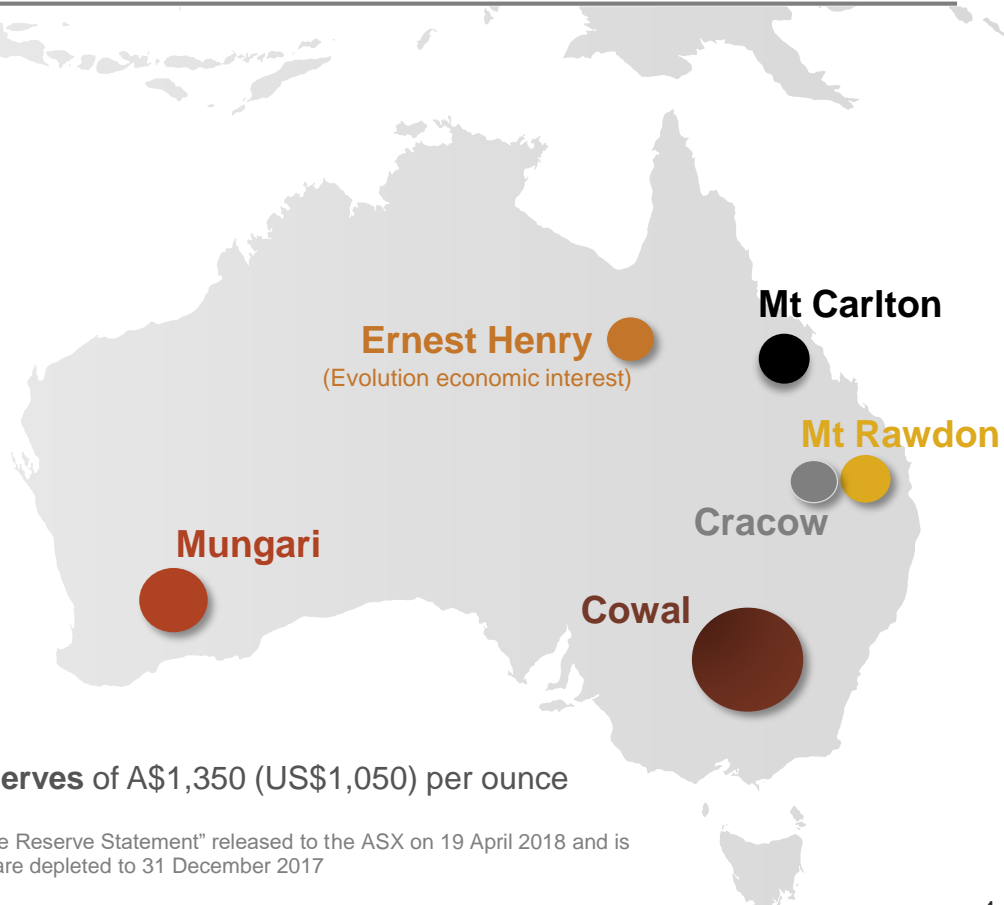 Mt Carlton
Ernest Henry
(Evolution economic interest)
Mt Rawdon
Cracow
Mungari
Cowal
erves of A$1,350 (US$1,050) per ounce
e Reserve Statement” released to the ASX on 19 April 2018 and is
are depleted to 31 December 2017